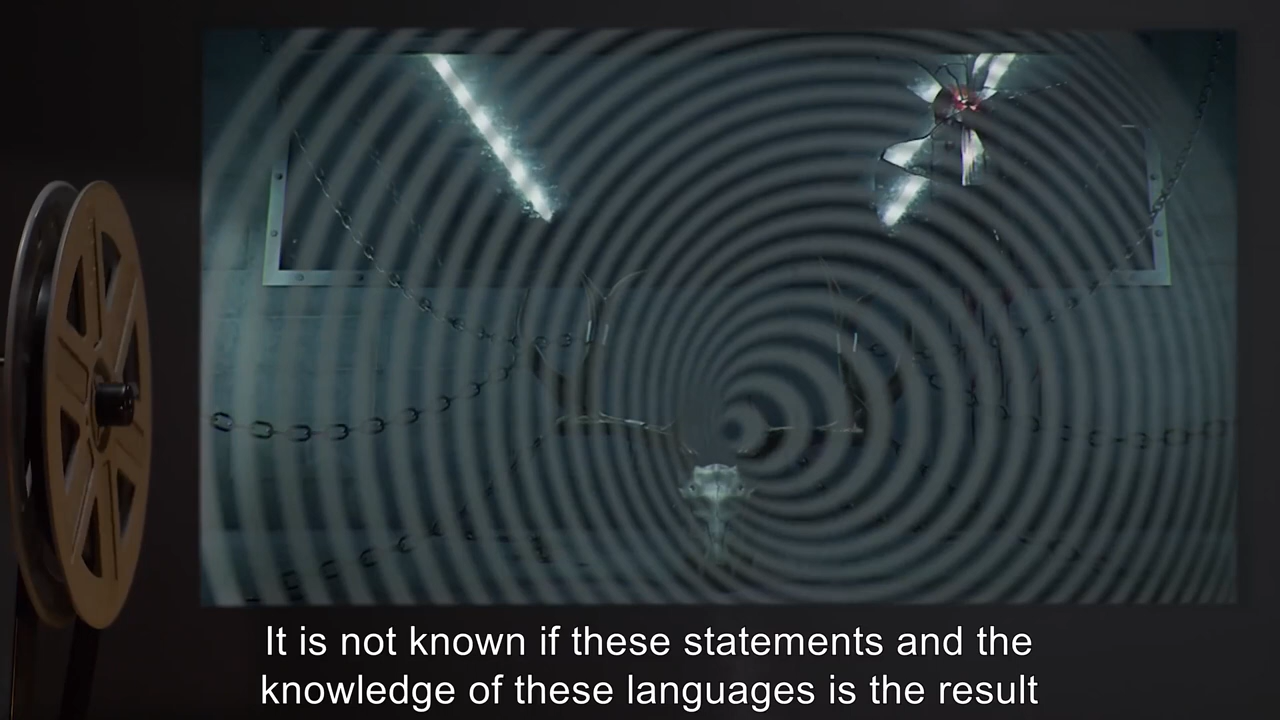 It is not known if these statements and the
knowledge of these languages is the result